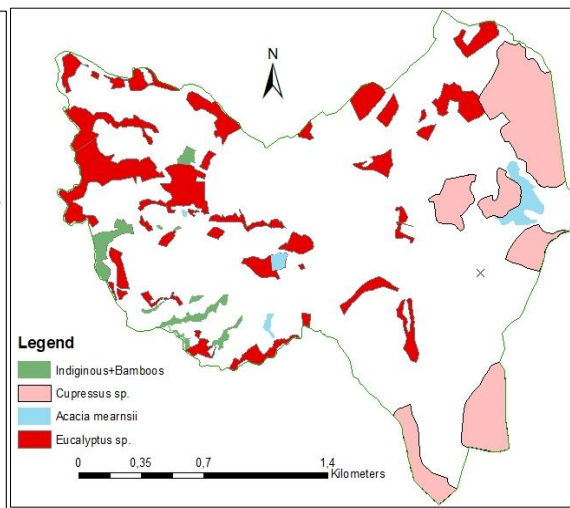 N
Legend
Indiginous+Bamboos
Cupressus sp.
Acacia mearnsii
Eucalyptus sp.
0 0,35 0,7 1,4
Kilometers